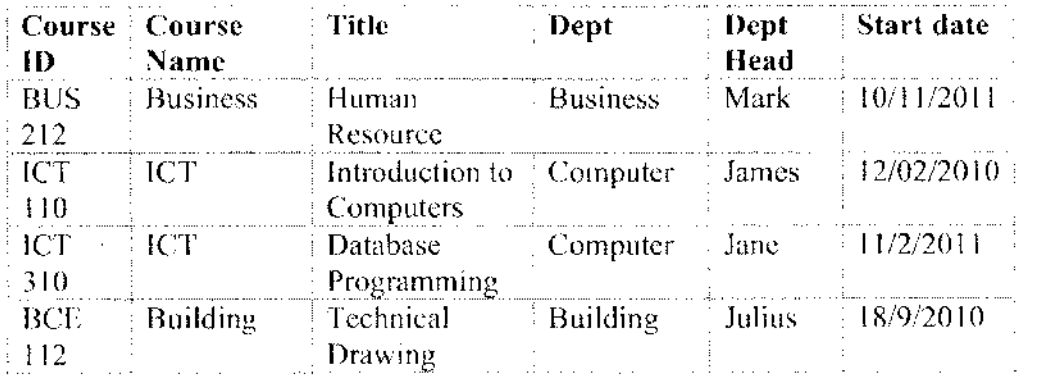 Course ID | Course Name | Title | Dept | Dept Head | Start date
BUS 212 | Business | Human Resource | Business | Mark | 10/11/2011
ICT 110 | ICT | Introduction to Computers | Computer | James | 12/02/2010
ICT 310 | ICT | Database Programming | Computer | Jane | 11/2/2011
BCE 112 | Building | Technical Drawing | Building | Julius | 18/9/2010